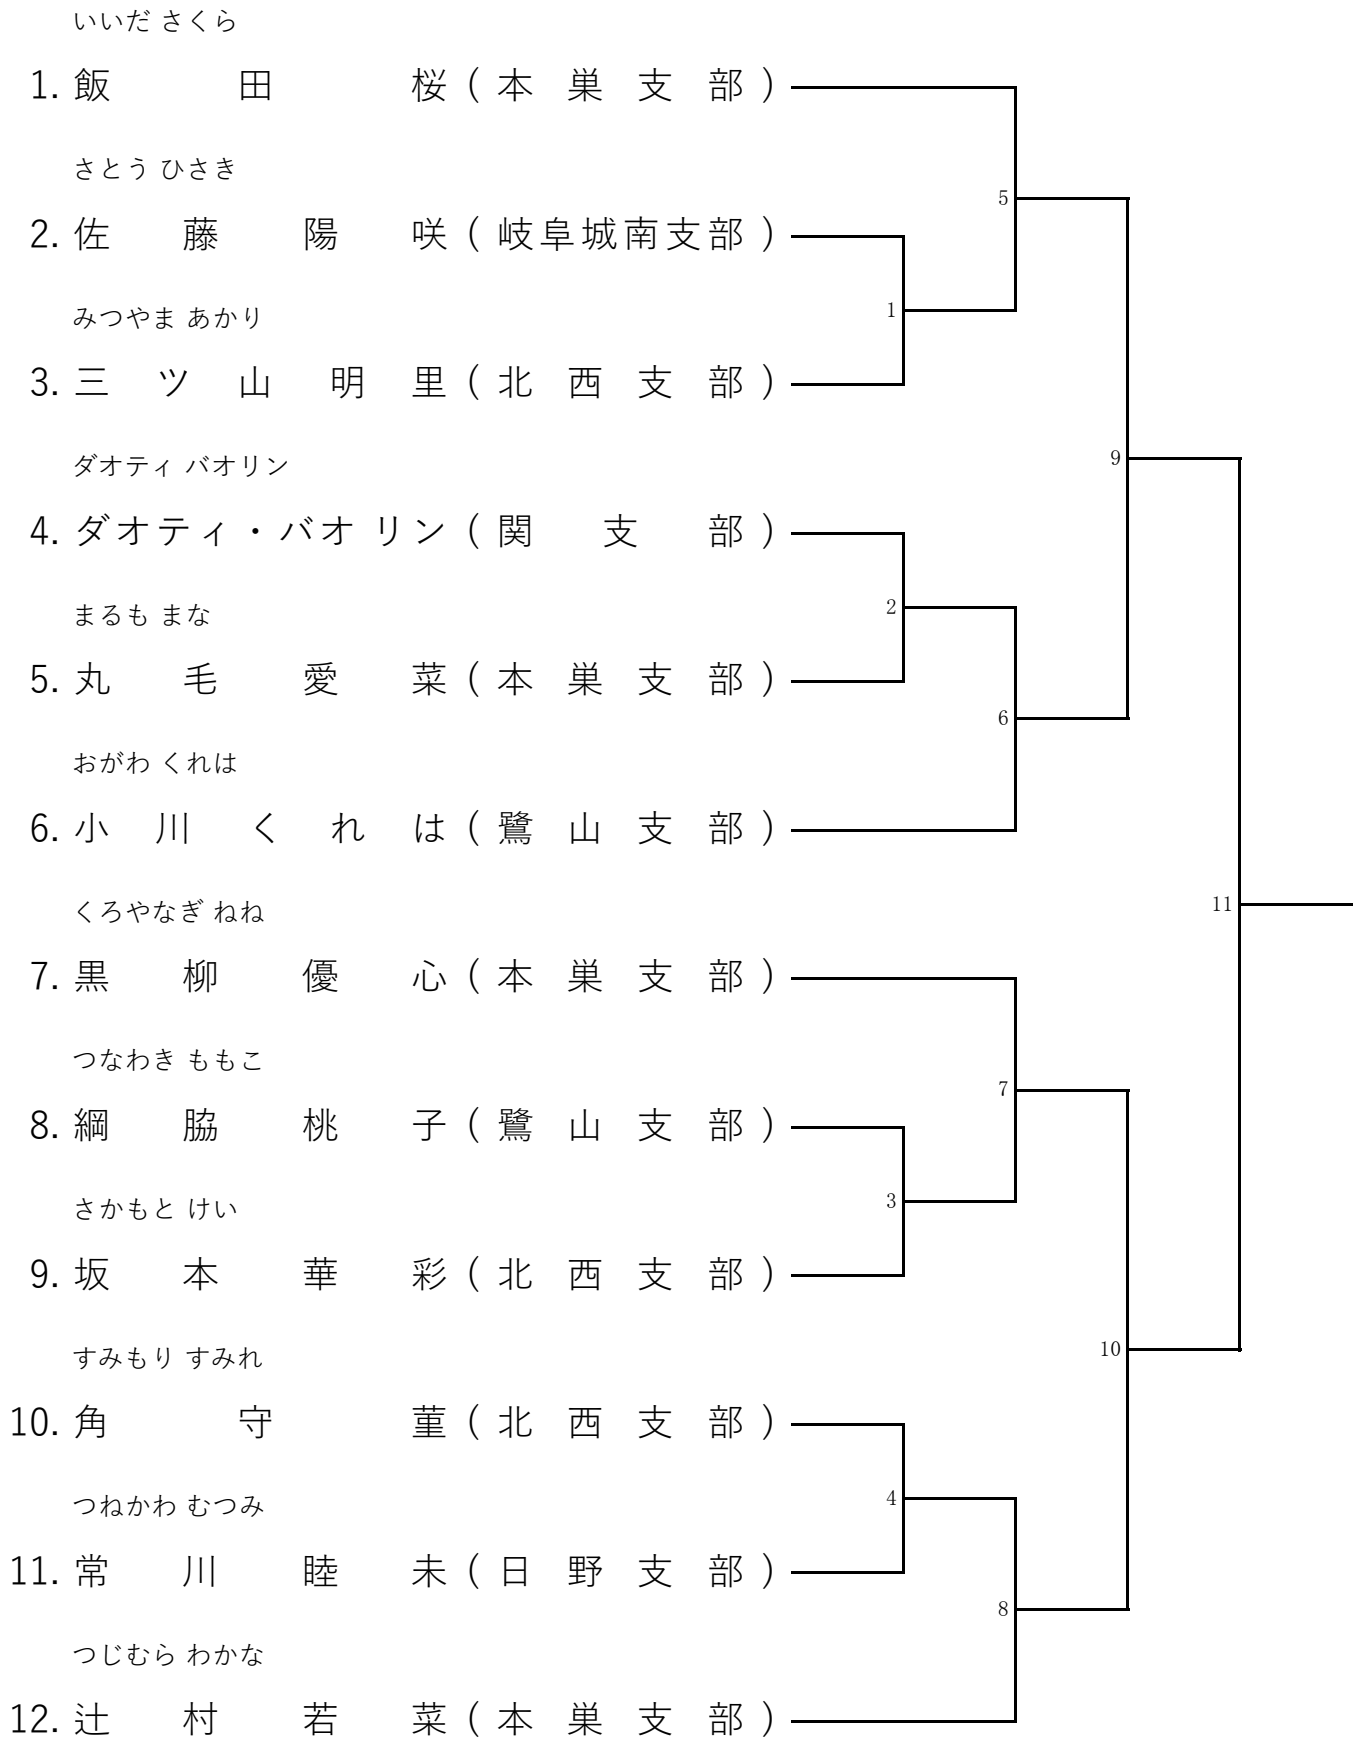 いいだ さくら
1. 飯田桜(本巣支部)
さとう ひさき
5
2. 佐藤陽咲(岐阜城南支部)
みつやま あかり
1
3. 三ツ山明里(北西支部)
ダオティ バオリン
9
4. ダオティ・バオリン(関支部)
まるも まな
2
5. 丸毛愛菜(本巣支部)
6
おがわ くれは
6. 小川くれは(鷺山支部)
くろやなぎ ねね
11
7. 黒柳優心(本巣支部)
つなわき ももこ
7
8. 綱脇桃子(鷺山支部)
さかもと けい
3
9. 坂本華彩(北西支部)
すみもり すみれ
10
10. 角守菫(北西支部)
つねかわ むつみ
4
11. 常川睦未(日野支部)
8
つじむら わかな
12. 辻村若菜(本巣支部)